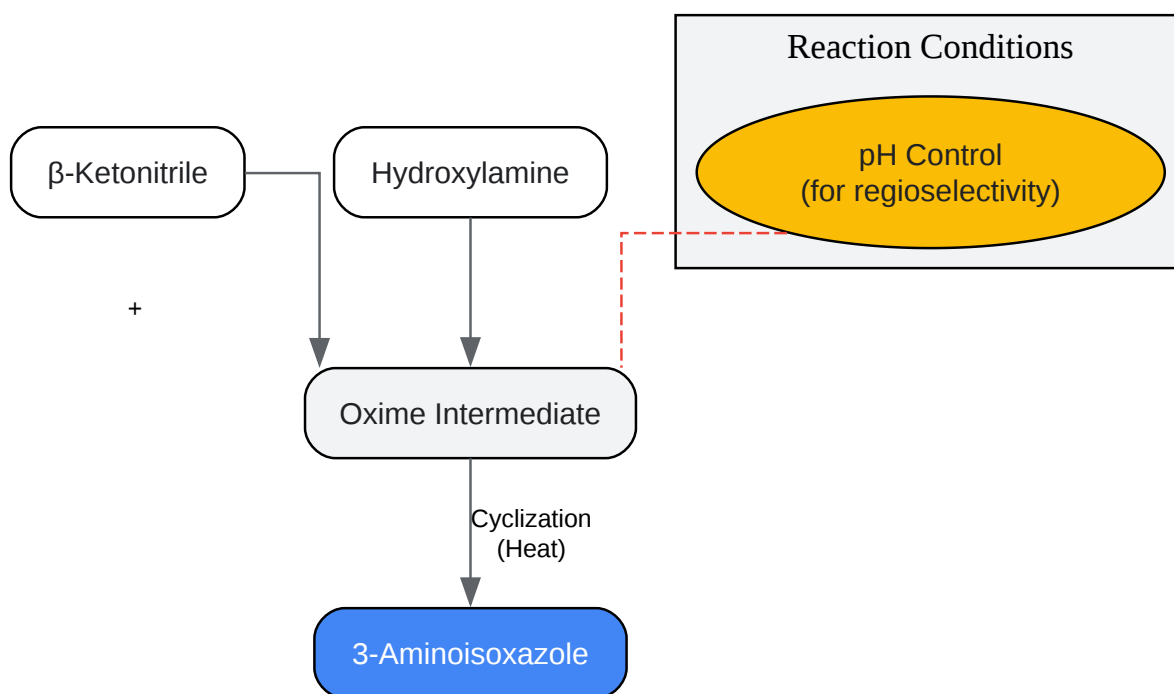 Reaction Conditions
β-Ketonitrile
Hydroxylamine
pH Control
(for regioselectivity)
+
Oxime Intermediate
Cyclization
(Heat)
3-Aminoisoxazole